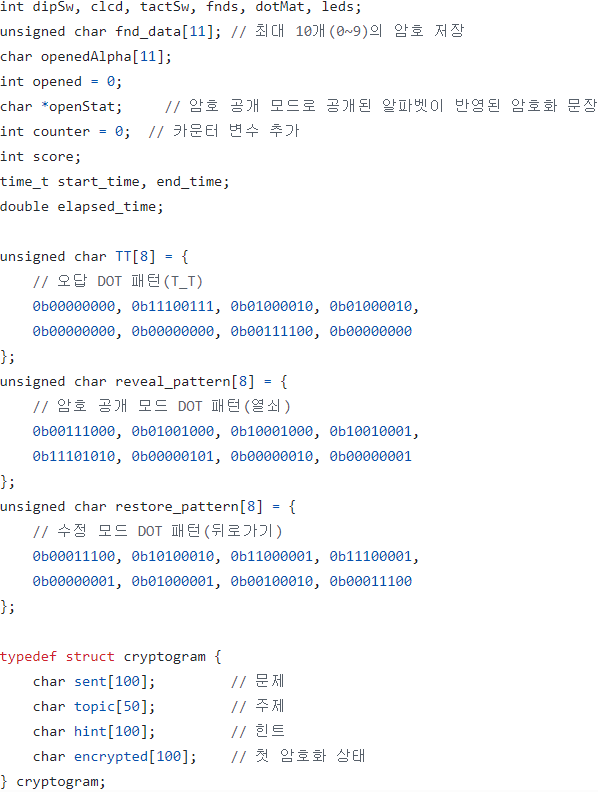 int dipSw, clcd, tactSw, fnds, dotMat, leds;
unsigned char fnd_data[11]; // 최대 10개(0~9)의 암호 저장
char openedAlpha[11];
int opened = 0;
char *openStat;     // 암호 공개 모드로 공개된 알파벳이 반영된 암호화 문장
int counter = 0;  // 카운터 변수 추가
int score;
time_t start_time, end_time;
double elapsed_time;

unsigned char TT[8] = {
    // 오답 DOT 패턴(T_T)
    0b00000000, 0b11100111, 0b01000010, 0b01000010,
    0b00000000, 0b00000000, 0b00111100, 0b00000000
};
unsigned char reveal_pattern[8] = {
    // 암호 공개 모드 DOT 패턴(열쇠)
    0b00111000, 0b01001000, 0b10001000, 0b10010001,
    0b11101010, 0b00000101, 0b00000010, 0b00000001
};
unsigned char restore_pattern[8] = {
    // 수정 모드 DOT 패턴(뒤로가기)
    0b00011100, 0b10100010, 0b11000001, 0b11100001,
    0b00000001, 0b01000001, 0b00100010, 0b00011100
};

typedef struct cryptogram {
    char sent[100];         // 문제
    char topic[50];         // 주제
    char hint[100];         // 힌트
    char encrypted[100];    // 첫 암호화 상태
} cryptogram;